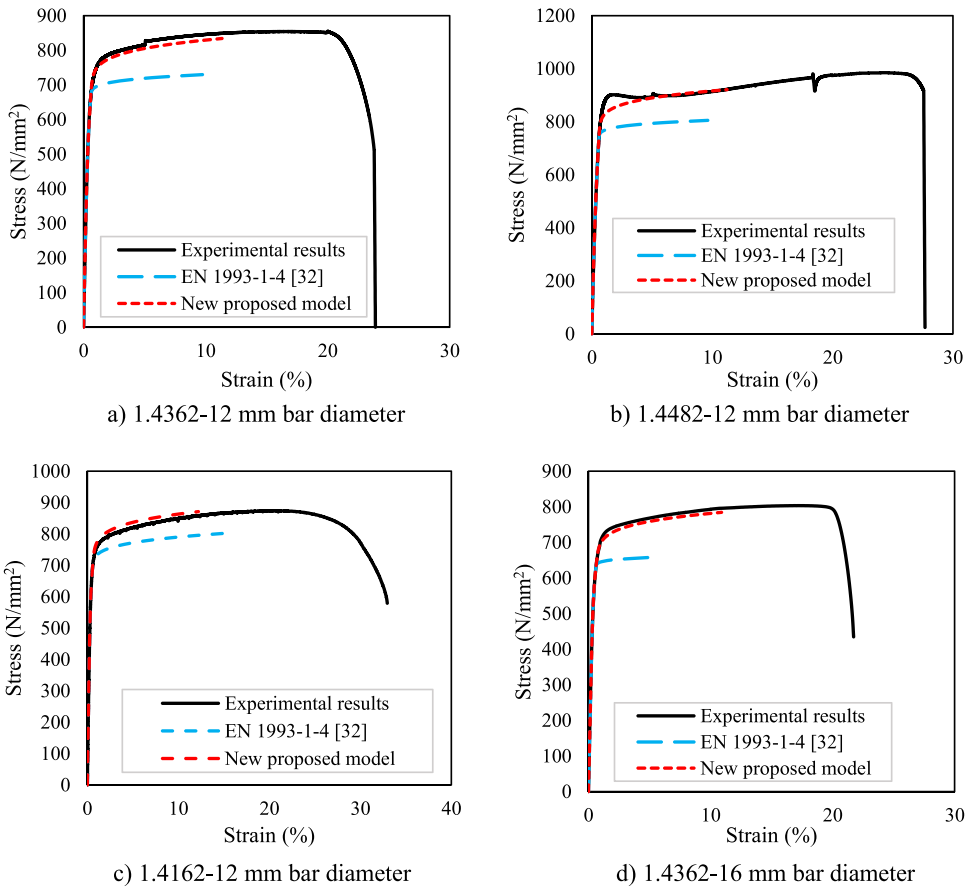 Stress (N/mm²)
900
800
700
600
500
400
300
200
100
0
Experimental results
EN 1993-1-4 [32]
New proposed model
0 10 20 30
Strain (%)
a) 1.4362-12 mm bar diameter
Stress (N/mm²)
1200
1000
800
600
400
200
0
Experimental results
EN 1993-1-4 [32]
New proposed model
0 10 20 30
Strain (%)
b) 1.4482-12 mm bar diameter
Stress (N/mm²)
1000
900
800
700
600
500
400
300
200
100
0
Experimental results
EN 1993-1-4 [32]
New proposed model
0 10 20 30 40
Strain (%)
c) 1.4162-12 mm bar diameter
Stress (N/mm²)
900
800
700
600
500
400
300
200
100
0
Experimental results
EN 1993-1-4 [32]
New proposed model
0 10 20 30
Strain (%)
d) 1.4362-16 mm bar diameter